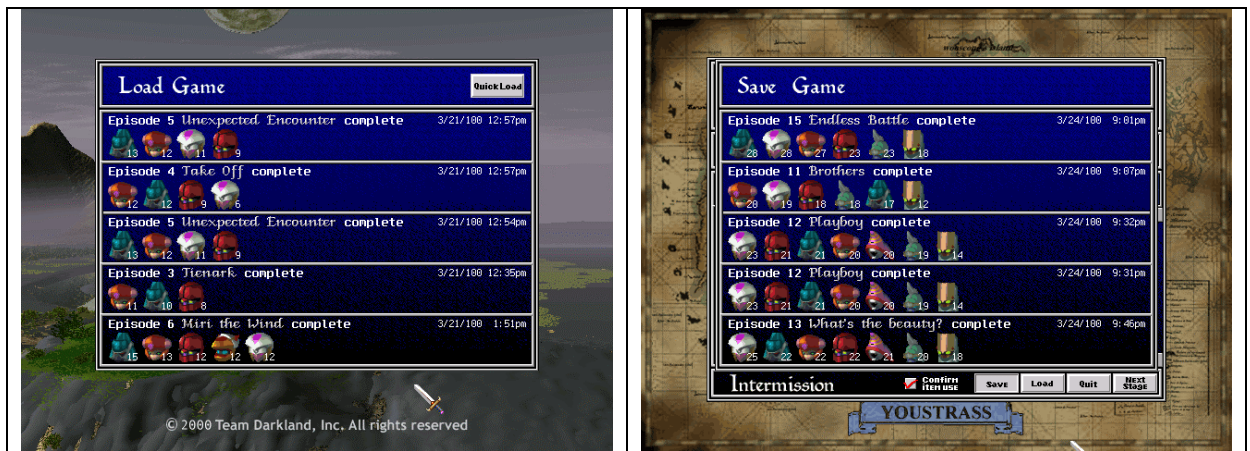 Load Game
QuickLoad
Episode 5 Unexpected Encounter complete 3/21/100 12:57pm
13 12 11 9
Episode 4 Take Off complete 3/21/100 12:57pm
12 12 9 6
Episode 5 Unexpected Encounter complete 3/21/100 12:54pm
13 12 11 9
Episode 3 Tienark complete 3/21/100 12:35pm
11 10 8
Episode 6 Miri the Wind complete 3/21/100 1:51pm
15 13 12 12 12
© 2000 Team Darkland, Inc. All rights reserved
Save Game
Episode 15 Endless Battle complete 3/24/100 9:01pm
28 28 27 23 23 18
Episode 11 Brothers complete 3/24/100 9:07pm
20 19 18 18 17 12
Episode 12 Playboy complete 3/24/100 9:32pm
23 21 21 20 20 19 14
Episode 12 Playboy complete 3/24/100 9:31pm
23 21 21 20 20 19 14
Episode 13 What's the beauty? complete 3/24/100 9:46pm
25 22 22 22 21 20 18
Intermission
Confirm
item use
Save
Load
Quit
Next
Stage
YOUSTRASS